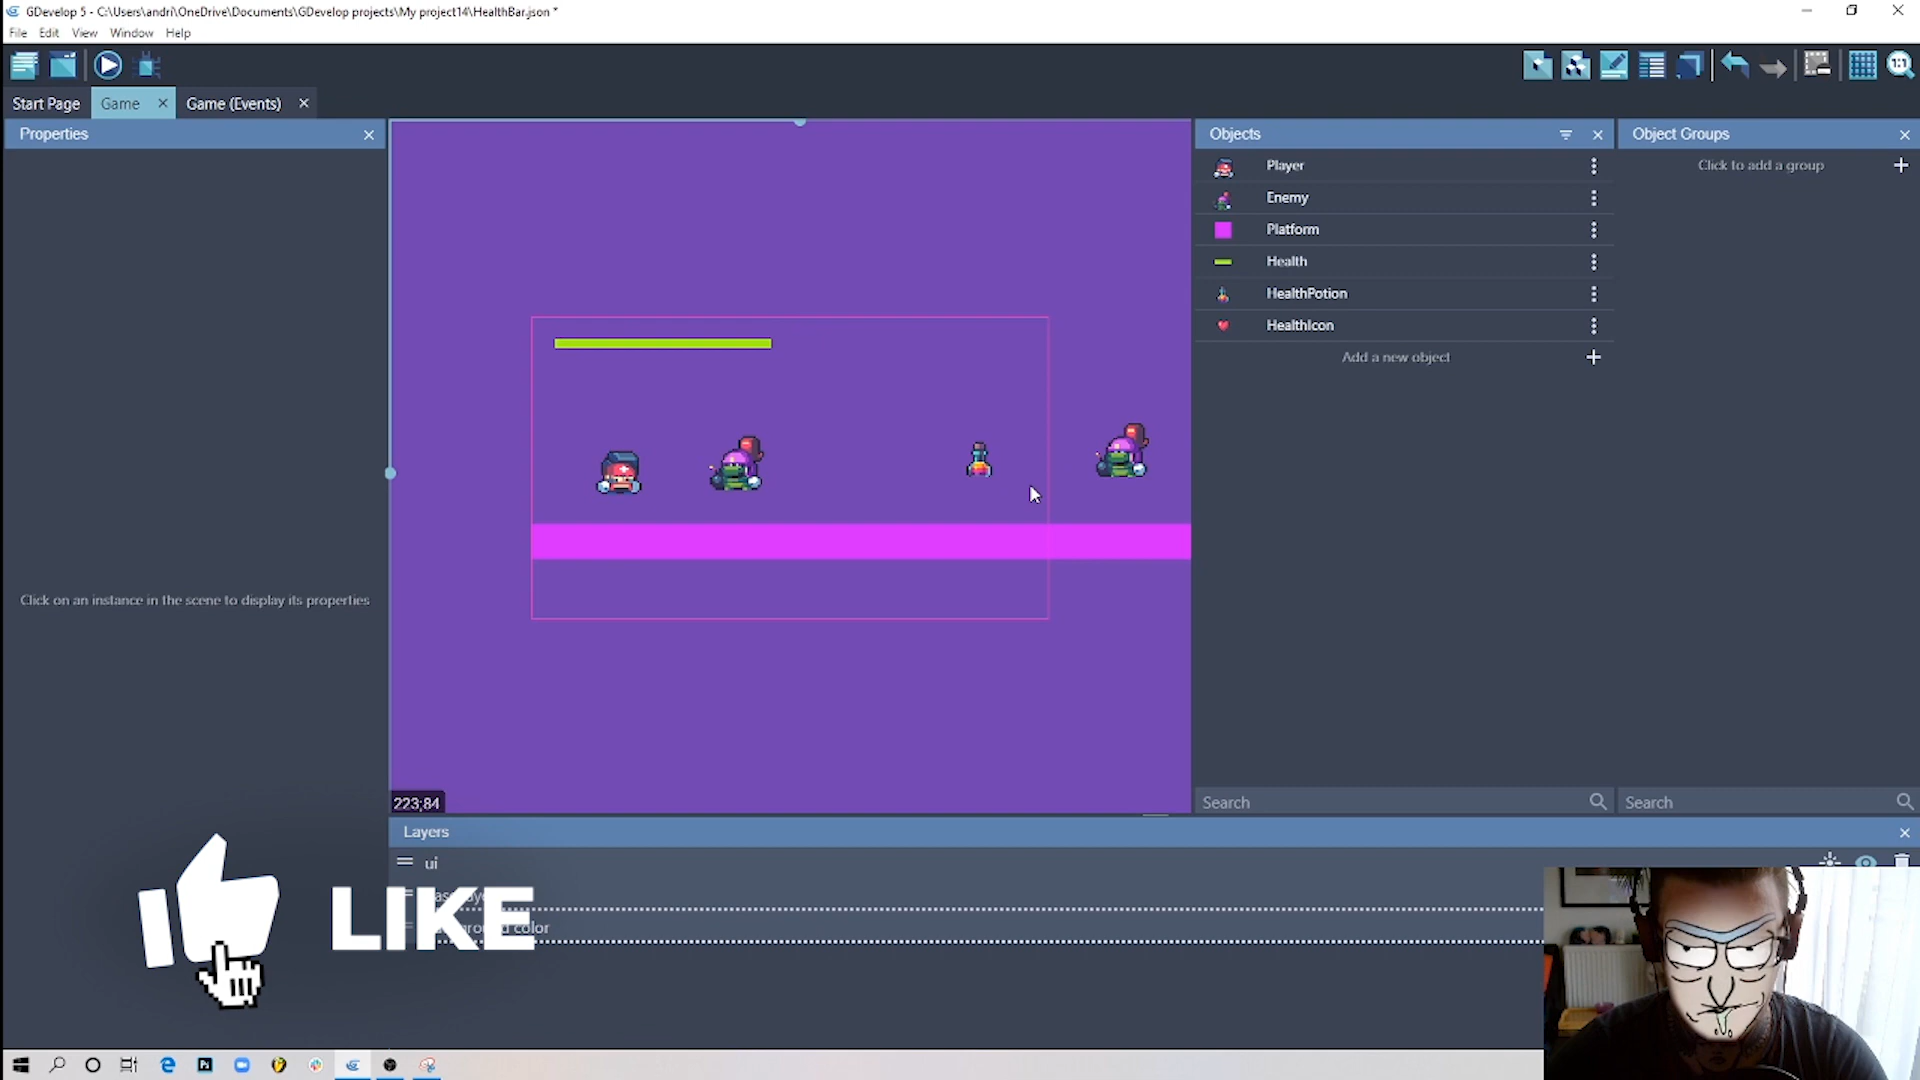 GDevelop 5 - C:\Users\andri\OneDrive\Documents\GDevelop projects\My project14\HealthBar.json *
File Edit View Window Help
1:1
Start Page Game Game (Events)
Properties
Objects
Object Groups
Player
Click to add a group
Enemy
Platform
Health
HealthPotion
HealthIcon
Add a new object
Click on an instance in the scene to display its properties
223;84
Search
Search
Layers
ui
LIKE
color